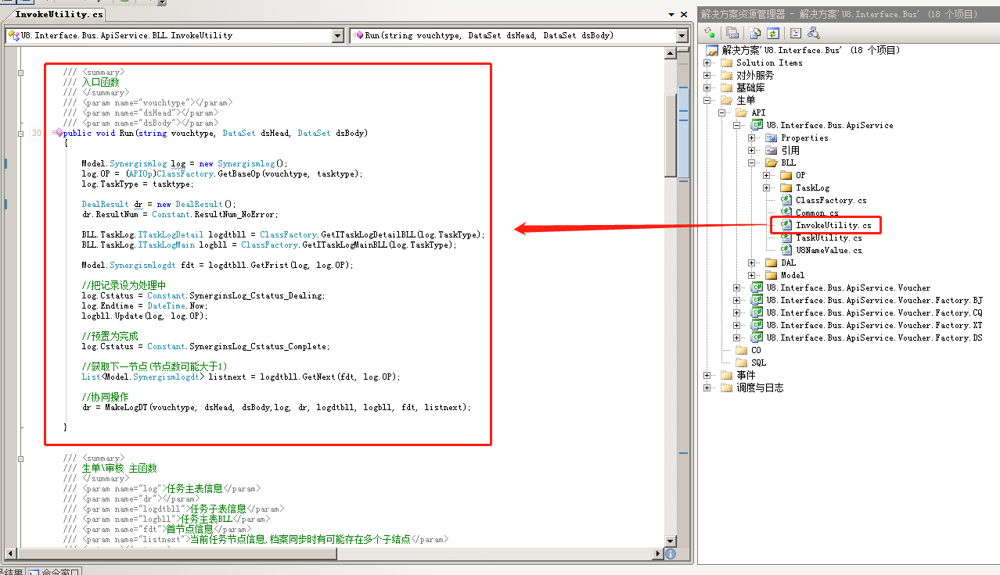 InvokeUtility.cs
U8.Interface.Bus.ApiService.BLL.InvokeUtility
Run(string vouchtype, DataSet dsHead, DataSet dsBody)
/// <summary>
/// 入口函数
/// </summary>
/// <param name="vouchtype"></param>
/// <param name="dsHead"></param>
/// <param name="dsBody"></param>
30
public void Run(string vouchtype, DataSet dsHead, DataSet dsBody)
{
Model.Synergismlog log = new Synergismlog();
log.OP = (APIOp)ClassFactory.GetBaseOp(vouchtype, tasktype);
log.TaskType = tasktype;
DealResult dr = new DealResult();
dr.ResultNum = Constant.ResultNum_NoError;
BLL.TaskLog.ITaskLogDetail logdtbll = ClassFactory.GetITaskLogDetailBLL(log.TaskType);
BLL.TaskLog.ITaskLogMain logbll = ClassFactory.GetITaskLogMainBLL(log.TaskType);
Model.Synergismlogdt fdt = logdtbll.GetFrist(log, log.OP);
//把记录设为处理中
log.Cstatus = Constant.SynerginsLog_Cstatus_Dealing;
log.Endtime = DateTime.Now;
logbll.Update(log, log.OP);
//预置为完成
log.Cstatus = Constant.SynerginsLog_Cstatus_Complete;
//获取下一节点(节点数可能大于1)
List<Model.Synergismlogdt> listnext = logdtbll.GetNext(fdt, log.OP);
//协同操作
dr = MakeLogDT(vouchtype, dsHead, dsBody,log, dr, logdtbll, logbll, fdt, listnext);
}
/// <summary>
/// 生单\审核 主函数
/// </summary>
/// <param name="log">任务主表信息</param>
/// <param name="dr"></param>
/// <param name="logdtbll">任务子表信息</param>
/// <param name="logbll">任务主表BLL</param>
/// <param name="fdt">首节点信息</param>
/// <param name="listnext">当前任务节点信息,档案同步时有可能存在多个子结点</param>
号结果
命令窗口
解决方案资源管理器 - 解决方案'U8.Interface.Bus' (18 个项目)
解决方案'U8.Interface.Bus' (18 个项目)
Solution Items
对外服务
基础库
生单
API
U8.Interface.Bus.ApiService
Properties
引用
BLL
OP
TaskLog
ClassFactory.cs
Common.cs
InvokeUtility.cs
TaskUtility.cs
U8NameValue.cs
DAL
Model
U8.Interface.Bus.ApiService.Voucher
U8.Interface.Bus.ApiService.Voucher.Factory.BJ
U8.Interface.Bus.ApiService.Voucher.Factory.CQ
U8.Interface.Bus.ApiService.Voucher.Factory.XT
U8.Interface.Bus.ApiService.Voucher.Factory.DS
CO
SQL
事件
调度与日志